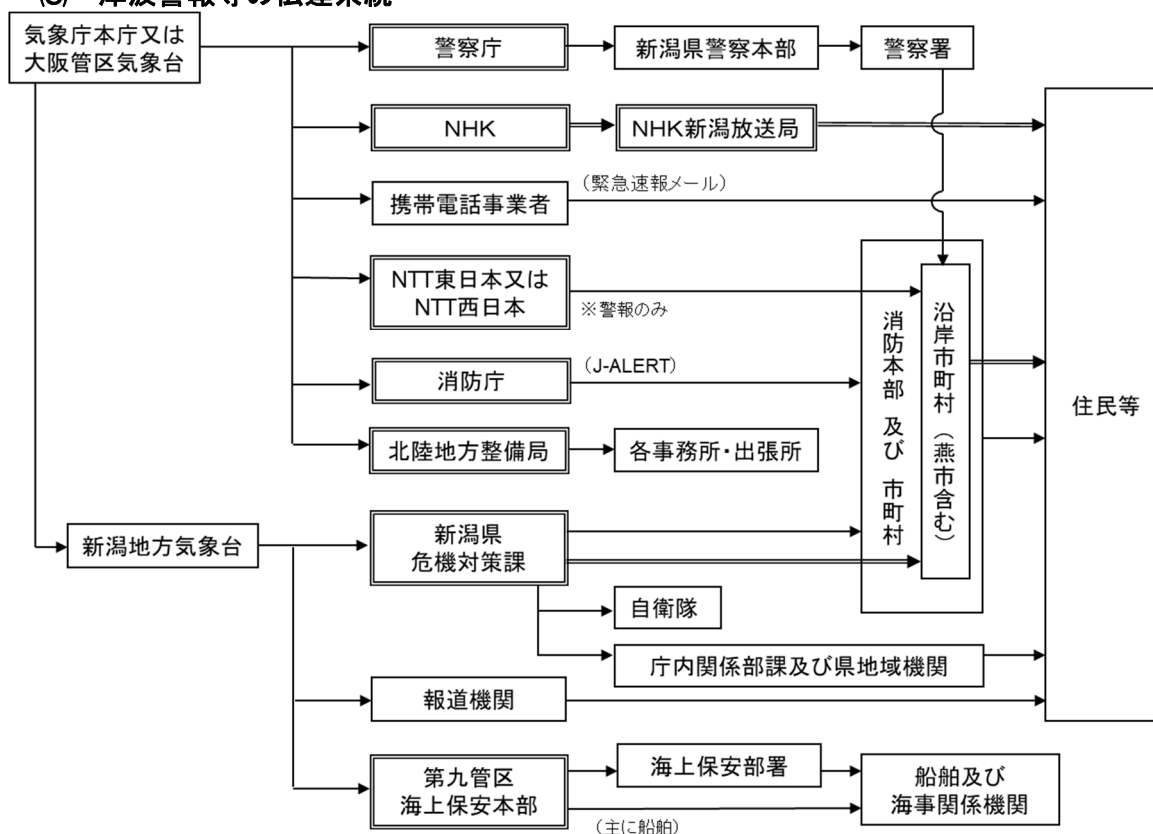 (3) 津波警報等の伝達系統
気象庁本庁又は
大阪管区気象台
警察庁
新潟県警察本部
警察署
NHK
NHK新潟放送局
携帯電話事業者
(緊急速報メール)
NTT東日本又は
NTT西日本
※警報のみ
消防庁
(J-ALERT)
北陸地方整備局
各事務所・出張所
消防本部 及び 市町村
沿岸市町村(燕市含む)
住民等
新潟地方気象台
新潟県
危機対策課
自衛隊
庁内関係部課及び県地域機関
報道機関
第九管区
海上保安本部
海上保安部署
(主に船舶)
船舶及び
海事関係機関